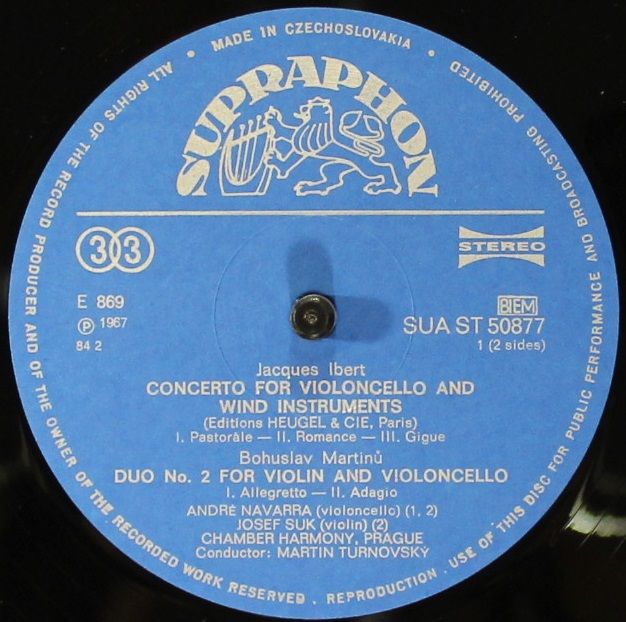 MADE IN CZECHOSLOVAKIA
SUPRAPHON
33
STEREO
E 869
Ⓟ 1967
84 2
BIEM
SUA ST 50877
1 (2 sides)
Jacques Ibert
CONCERTO FOR VIOLONCELLO AND
WIND INSTRUMENTS
(Editions HEUGEL & CIE, Paris)
I. Pastorâle — II. Romance — III. Gigue
Bohuslav Martinů
DUO No. 2 FOR VIOLIN AND VIOLONCELLO
I. Allegretto — II. Adagio
ANDRÉ NAVARRA (violoncello) (1, 2)
JOSEF SUK (violin) (2)
CHAMBER HARMONY, PRAGUE
Conductor: MARTIN TURNOVSKÝ
ALL RIGHTS OF THE RECORD PRODUCER AND OF THE OWNER OF THE RECORDED WORK RESERVED . REPRODUCTION . USE OF THIS DISC FOR PUBLIC PERFORMANCE AND BROADCASTING PROHIBITED